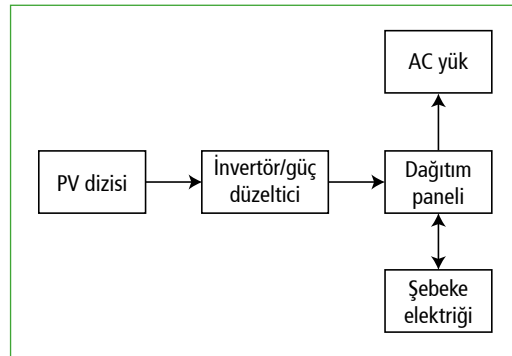 AC yük
PV dizisi
İnvertör/güç
düzeltici
Dağıtım
paneli
Şebeke
elektriği